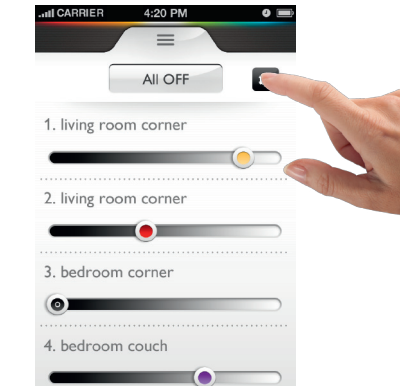 CARRIER 4:20 PM
All OFF
1. living room corner
2. living room corner
3. bedroom corner
4. bedroom couch